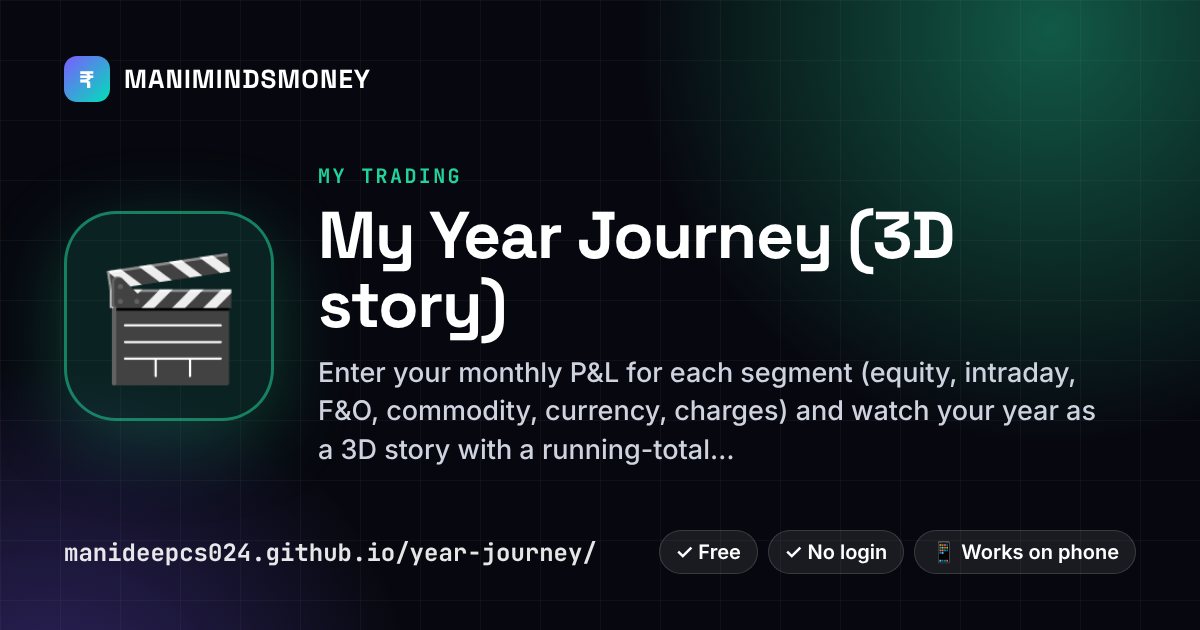 ₹ MANIMINDSMONEY
MY TRADING
My Year Journey (3D
story)
Enter your monthly P&L for each segment (equity, intraday,
F&O, commodity, currency, charges) and watch your year as
a 3D story with a running-total...
manideepcs024.github.io/year-journey/
✓ Free
✓ No login
📱 Works on phone